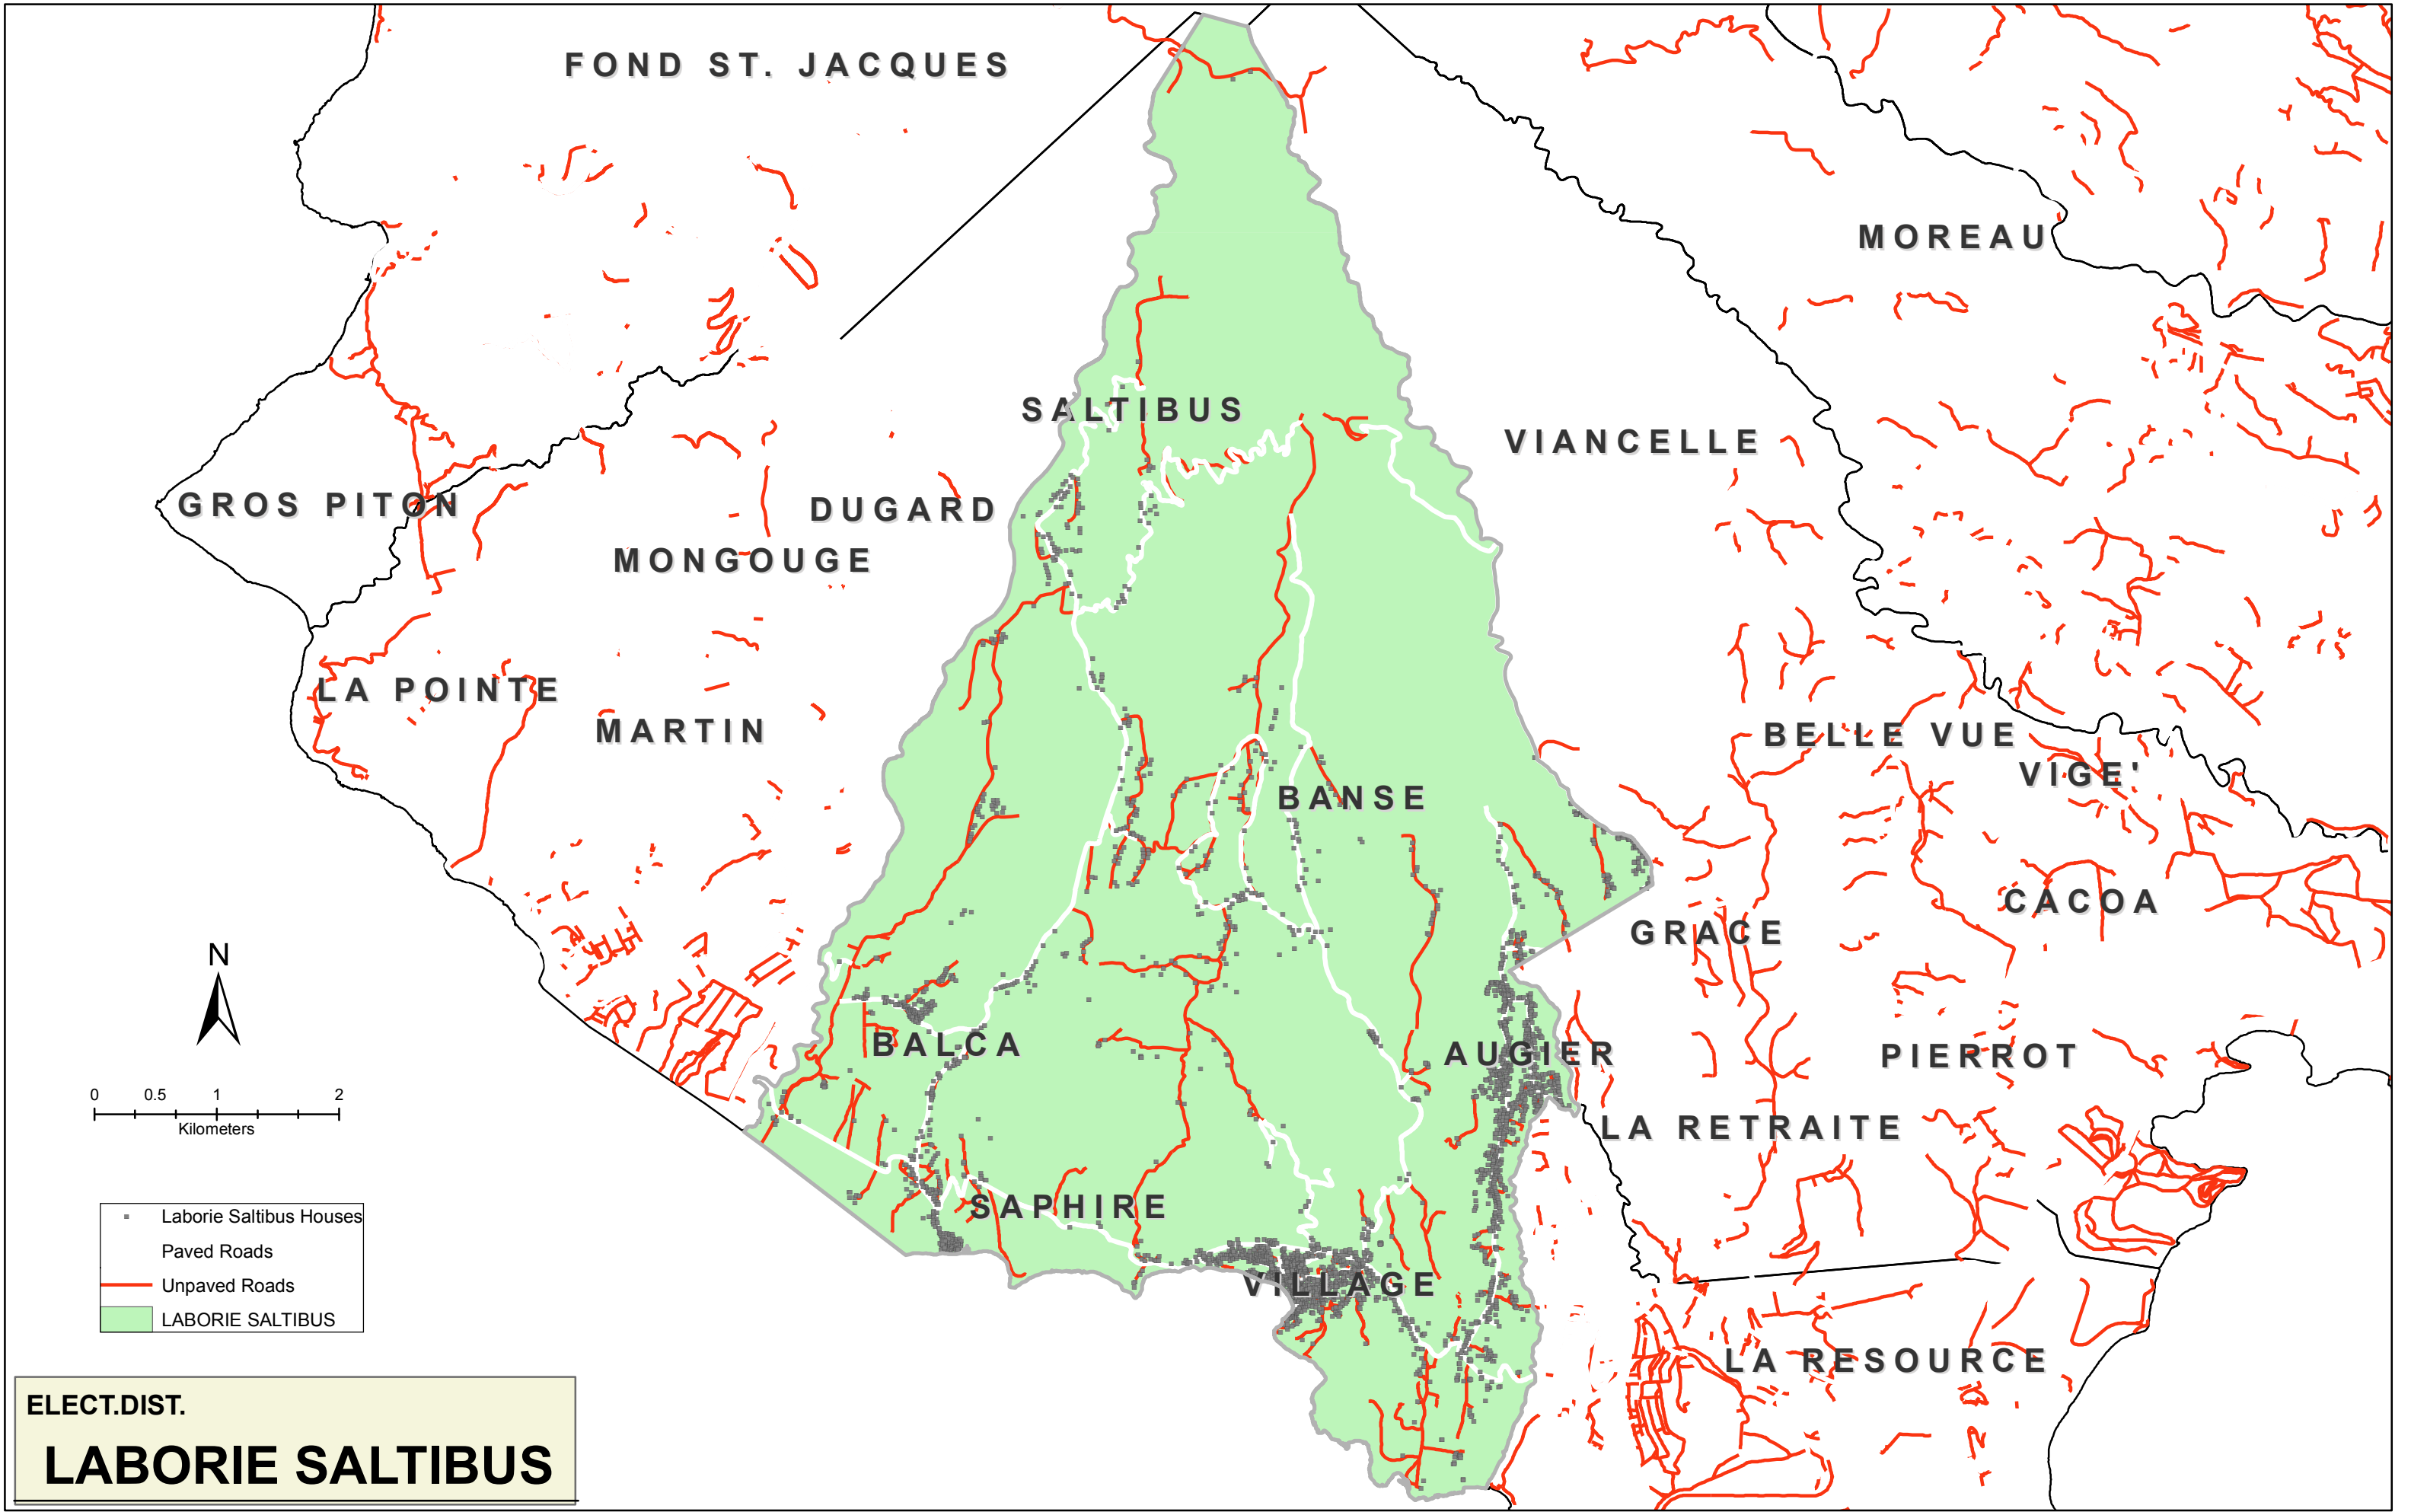 FOND ST. JACQUES
MOREAU
SALTIBUS
VIANCELLE
GROS PITON
DUGARD
MONGOUGE
LA POINTE
MARTIN
BELLE VUE
VIGE'
BANSE
CACOA
GRACE
N
BALCA
AUGIER
PIERROT
0 0.5 1 2
Kilometers
LA RETRAITE
SAPHIRE
Laborie Saltibus Houses
Paved Roads
Unpaved Roads
LABORIE SALTIBUS
VILLAGE
LA RESOURCE
ELECT.DIST.
LABORIE SALTIBUS